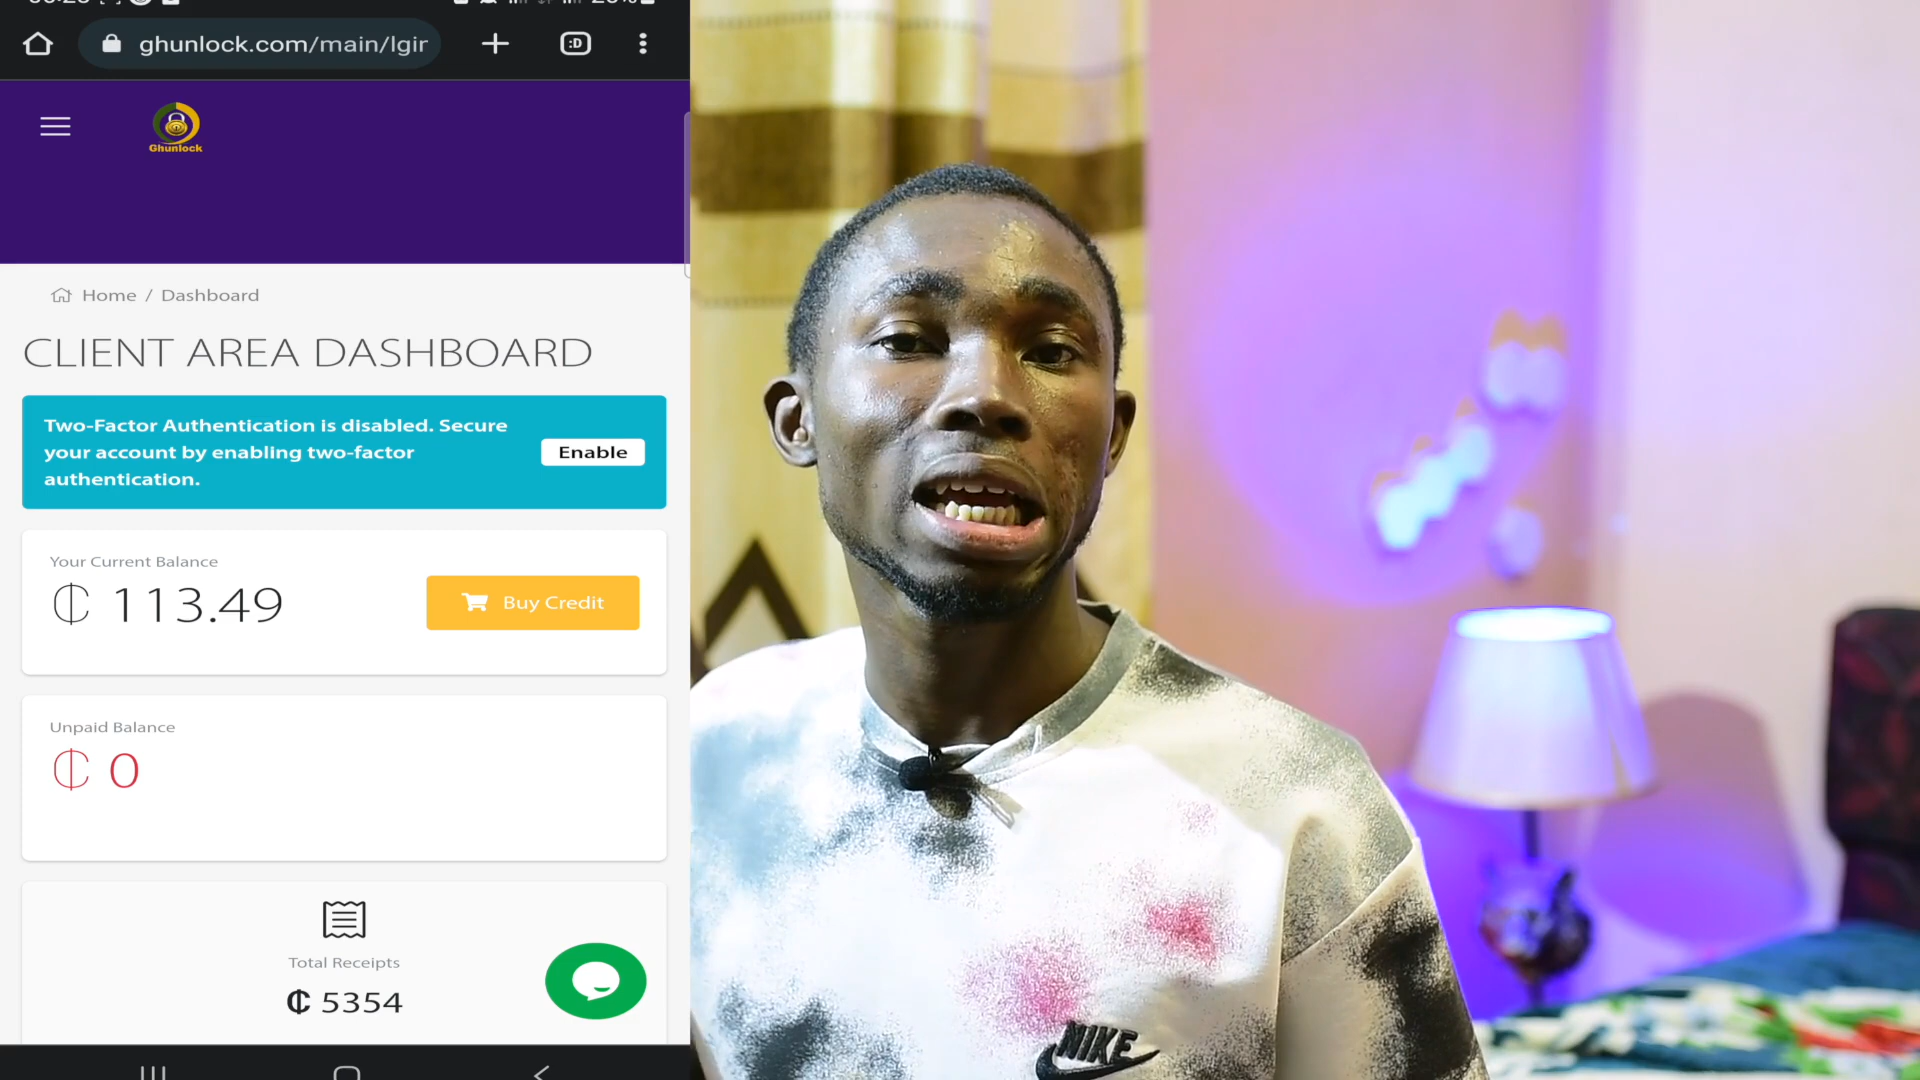 ghunlock.com/main/lgir
:D
Ghunlock
Home / Dashboard
CLIENT AREA DASHBOARD
Two-Factor Authentication is disabled. Secure
your account by enabling two-factor
authentication.
Enable
Your Current Balance
₵ 113.49
Buy Credit
Unpaid Balance
₵ 0
Total Receipts
₵ 5354
NIKE